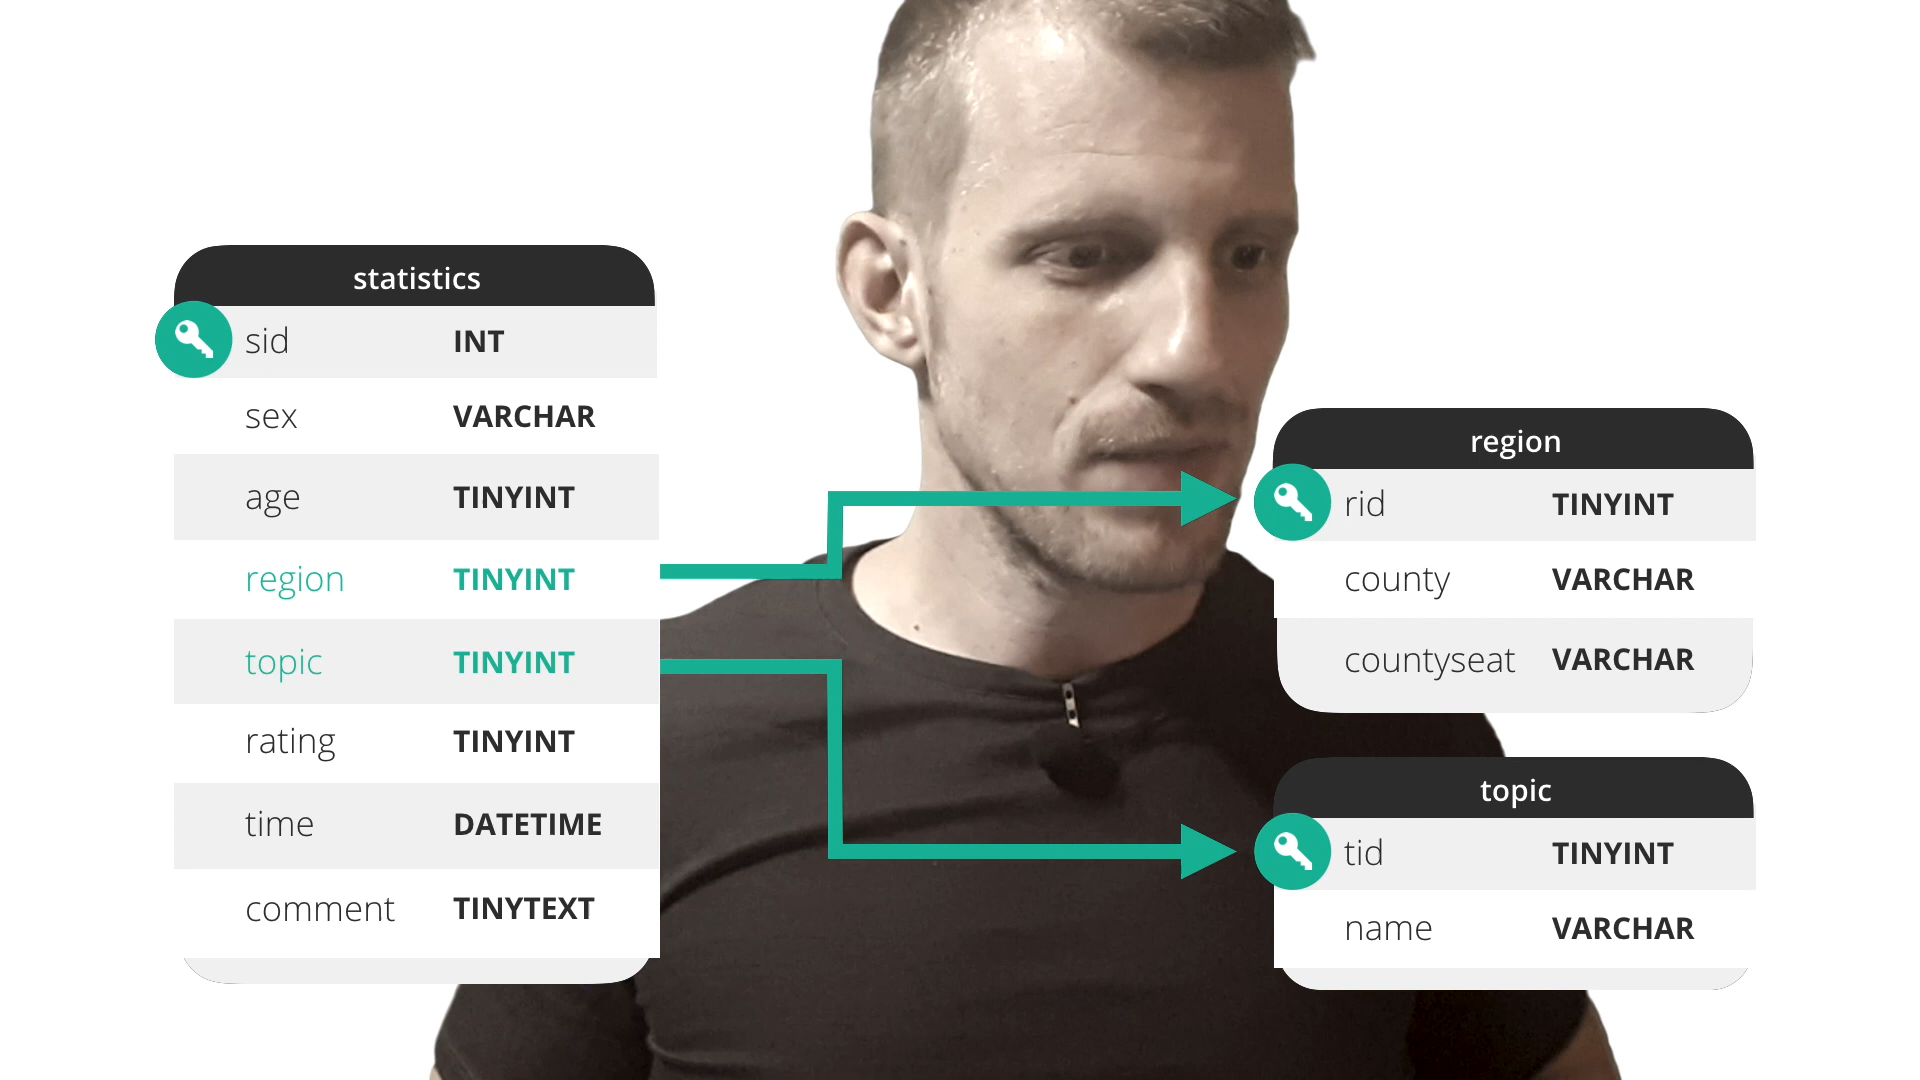 statistics
sid INT
sex VARCHAR
age TINYINT
region TINYINT
topic TINYINT
rating TINYINT
time DATETIME
comment TINYTEXT
region
rid TINYINT
county VARCHAR
countyseat VARCHAR
topic
tid TINYINT
name VARCHAR